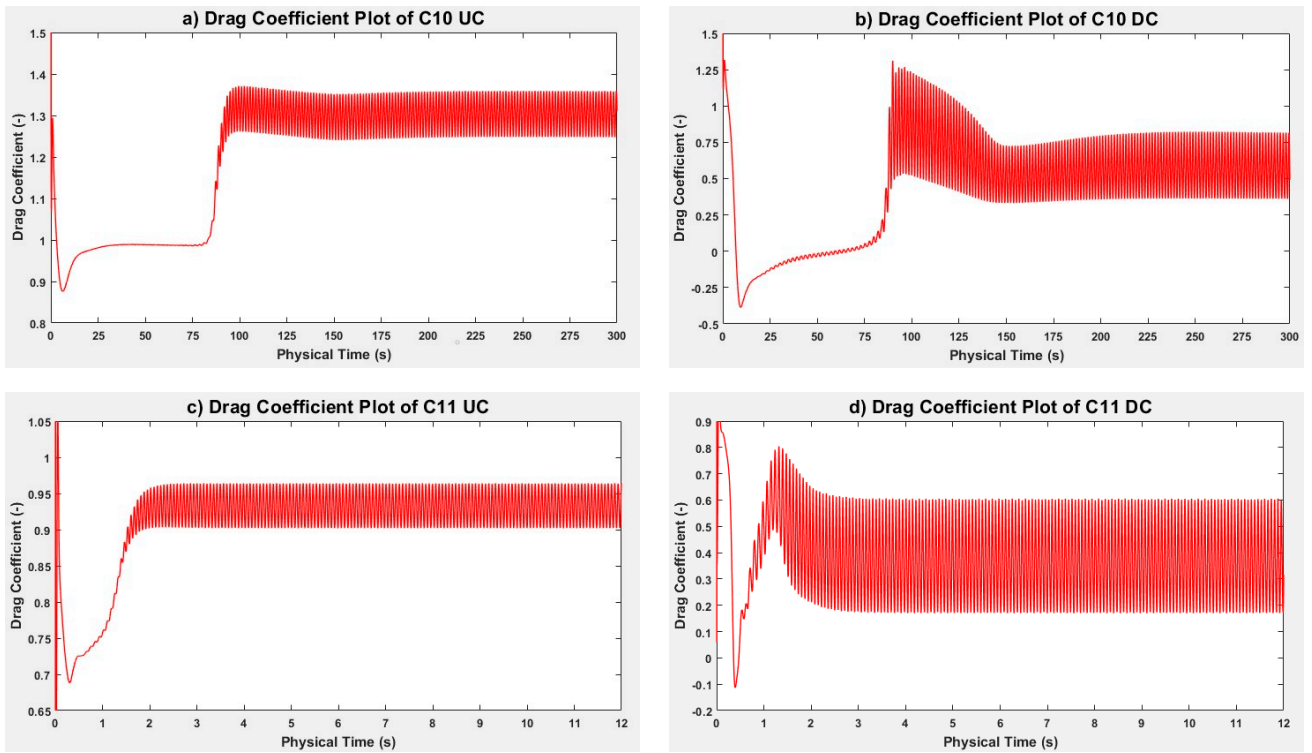 a) Drag Coefficient Plot of C10 UC
1.5
1.4
1.3
1.2
1.1
1
0.9
0.8
Drag Coefficient (-)
0 25 50 75 100 125 150 175 200 225 250 275 300
Physical Time (s)
b) Drag Coefficient Plot of C10 DC
1.5
1.25
1
0.75
0.5
0.25
0
-0.25
-0.5
Drag Coefficient (-)
0 25 50 75 100 125 150 175 200 225 250 275 300
Physical Time (s)
c) Drag Coefficient Plot of C11 UC
1.05
1
0.95
0.9
0.85
0.8
0.75
0.7
0.65
Drag Coefficient (-)
0 1 2 3 4 5 6 7 8 9 10 11 12
Physical Time (s)
d) Drag Coefficient Plot of C11 DC
0.9
0.8
0.7
0.6
0.5
0.4
0.3
0.2
0.1
0
-0.1
-0.2
Drag Coefficient (-)
0 1 2 3 4 5 6 7 8 9 10 11 12
Physical Time (s)